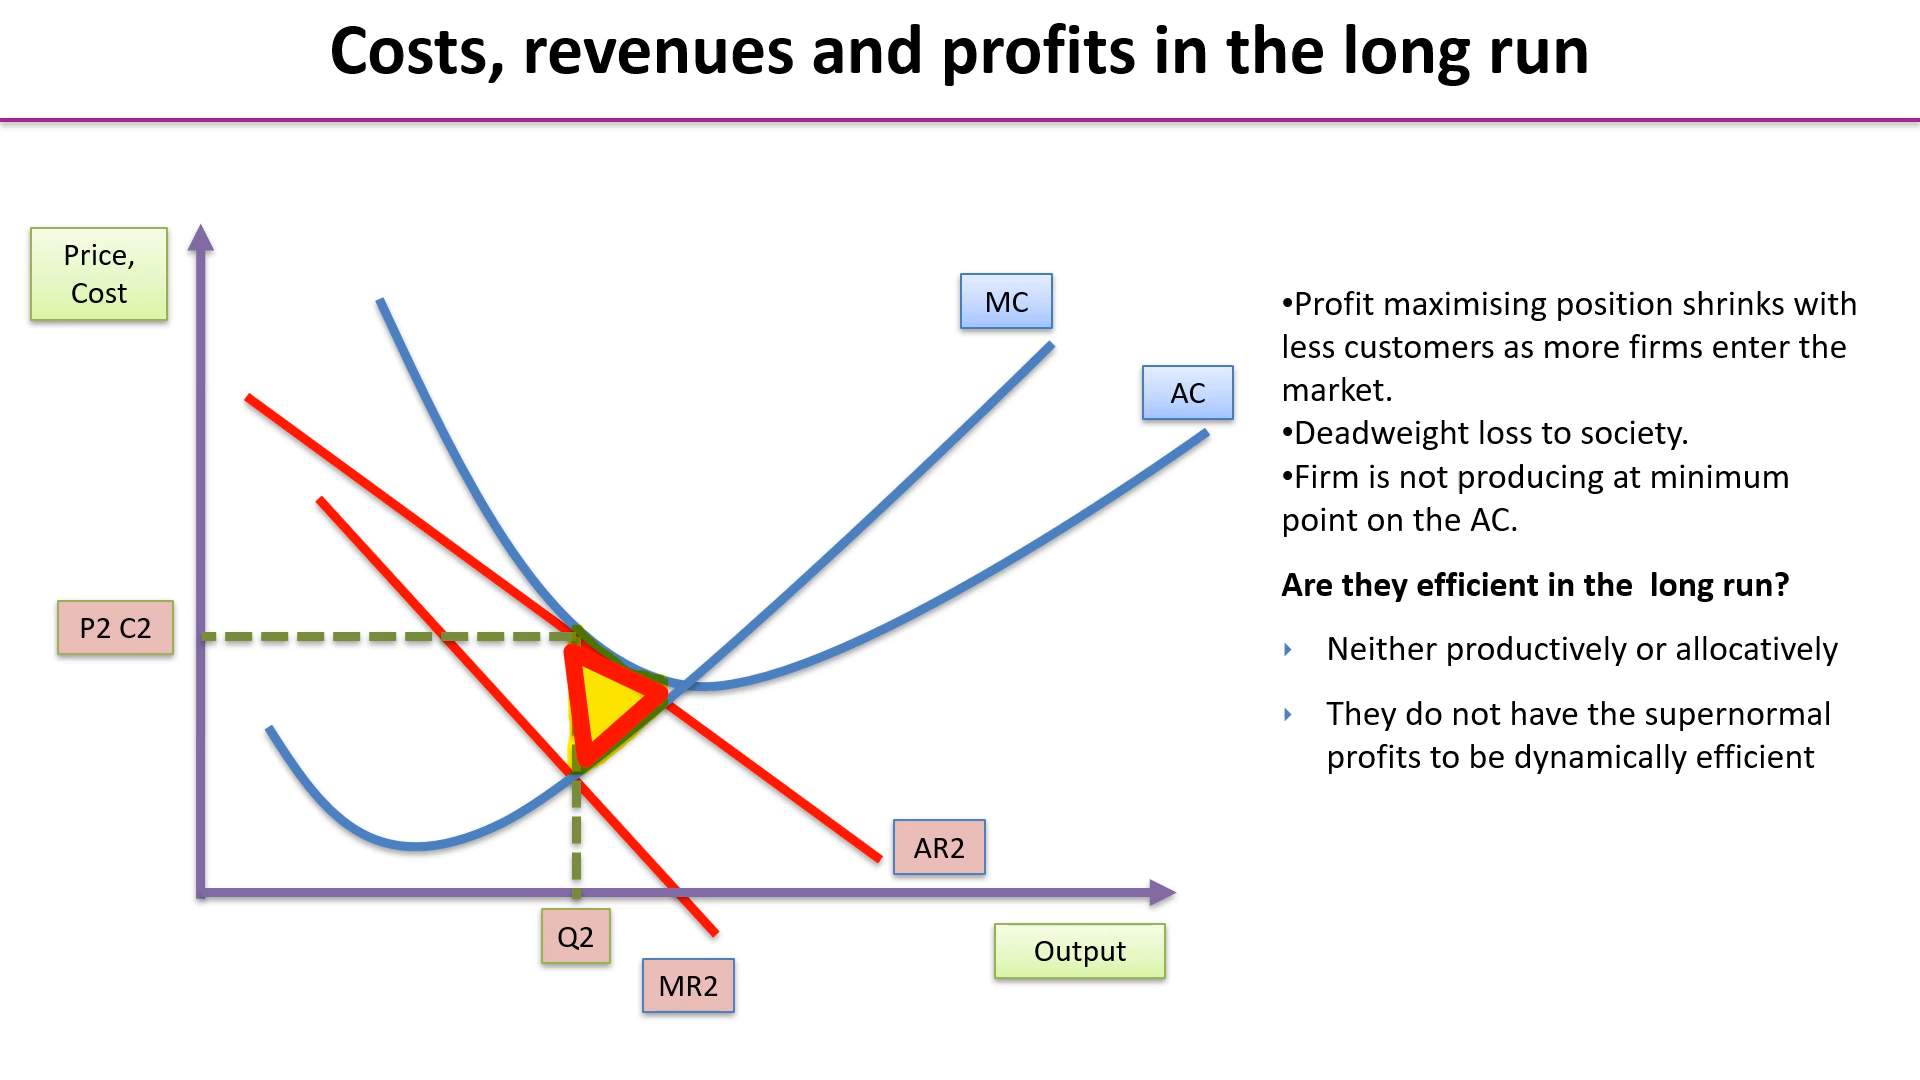 Costs, revenues and profits in the long run
Price,
Cost
MC
AC
P2 C2
AR2
Q2
Output
MR2
•Profit maximising position shrinks with
less customers as more firms enter the
market.
•Deadweight loss to society.
•Firm is not producing at minimum
point on the AC.
Are they efficient in the  long run?
Neither productively or allocatively
They do not have the supernormal
profits to be dynamically efficient